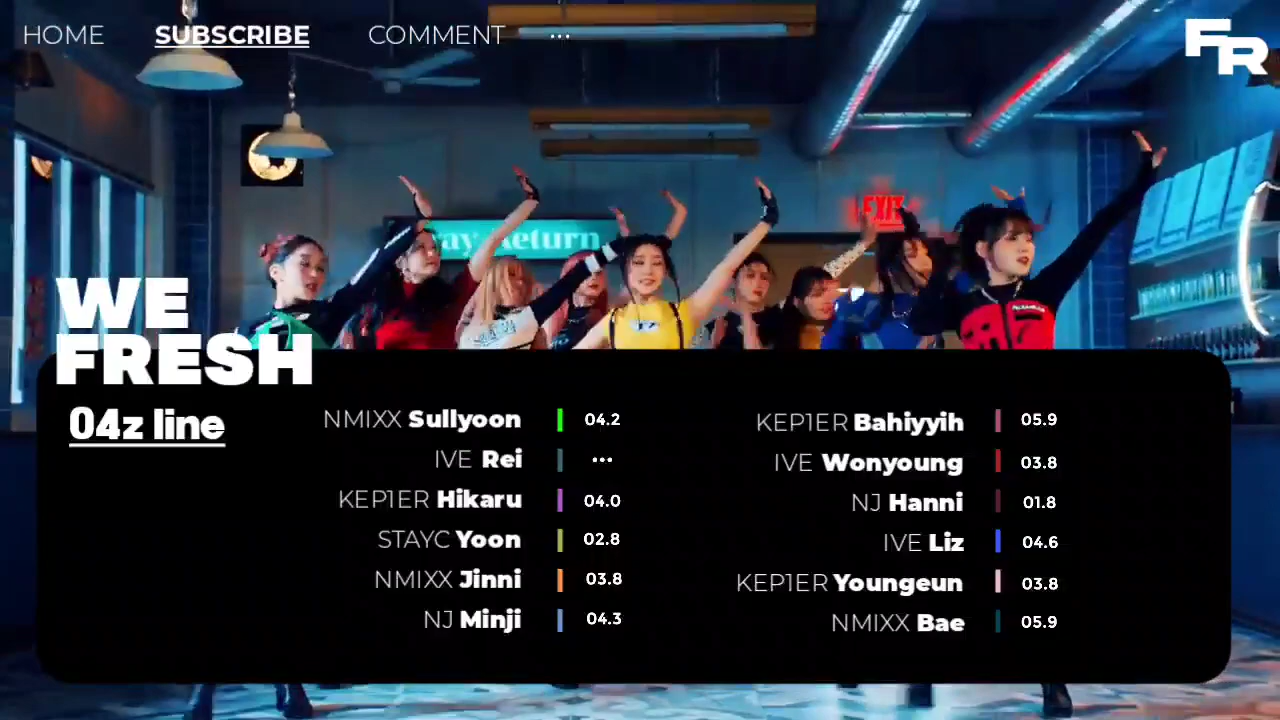 HOME SUBSCRIBE COMMENT ...
FR
EXIT
WE
FRESH
04z line
NMIXX Sullyoon 04.2
IVE Rei ...
KEP1ER Hikaru 04.0
STAYC Yoon 02.8
NMIXX Jinni 03.8
NJ Minji 04.3
KEP1ER Bahiyyih 05.9
IVE Wonyoung 03.8
NJ Hanni 01.8
IVE Liz 04.6
KEP1ER Youngeun 03.8
NMIXX Bae 05.9